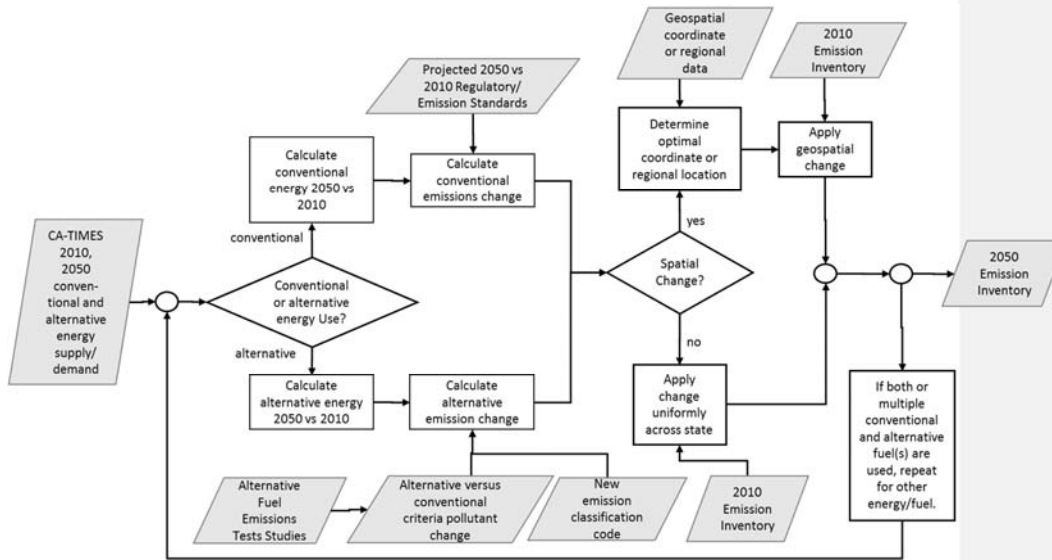 Geospatial
coordinate
or regional
data
2010
Emission
Inventory
Projected 2050 vs
2010 Regulatory/
Emission Standards
Determine
optimal
coordinate or
regional location
Apply
geospatial
change
Calculate
conventional
energy 2050 vs
2010
Calculate
conventional
emissions change
yes
conventional
CA-TIMES
2010,
2050
conven-
tional and
alternative
energy
supply/
demand
Conventional
or alternative
energy Use?
Spatial
Change?
2050
Emission
Inventory
alternative
no
Calculate
alternative energy
2050 vs 2010
Calculate
alternative
emission change
Apply
change
uniformly
across state
If both or
multiple
conventional
and alternative
fuel(s) are
used, repeat
for other
energy/fuel.
Alternative
Fuel
Emissions
Tests Studies
Alternative versus
conventional
criteria pollutant
change
New
emission
classification
code
2010
Emission
Inventory